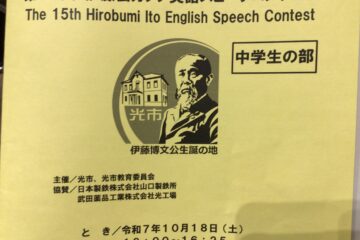 The 15th Hirobumi Ito English Speech Contest
中学生の部
光市
伊藤博文公生誕の地
主催／光市、光市教育委員会
協賛／日本製鉄株式会社山口製鉄所
武田薬品工業株式会社光工場
と　き／令和7年10月18日（土）